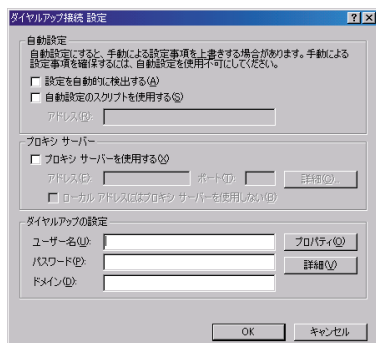 ダイヤルアップ接続 設定
自動設定
自動設定にすると、手動による設定事項を上書きする場合があります。手動による
設定事項を確保するには、自動設定を使用不可にしてください。
設定を自動的に検出する(A)
自動設定のスクリプトを使用する(S)
アドレス(R):
プロキシ サーバー
プロキシ サーバーを使用する(X)
アドレス(E):
ポート(T):
詳細(C)...
ローカル アドレスにはプロキシ サーバーを使用しない(B)
ダイヤルアップの設定
ユーザー名(U):
プロパティ(O)
パスワード(P):
詳細(V)
ドメイン(D):
OK
キャンセル